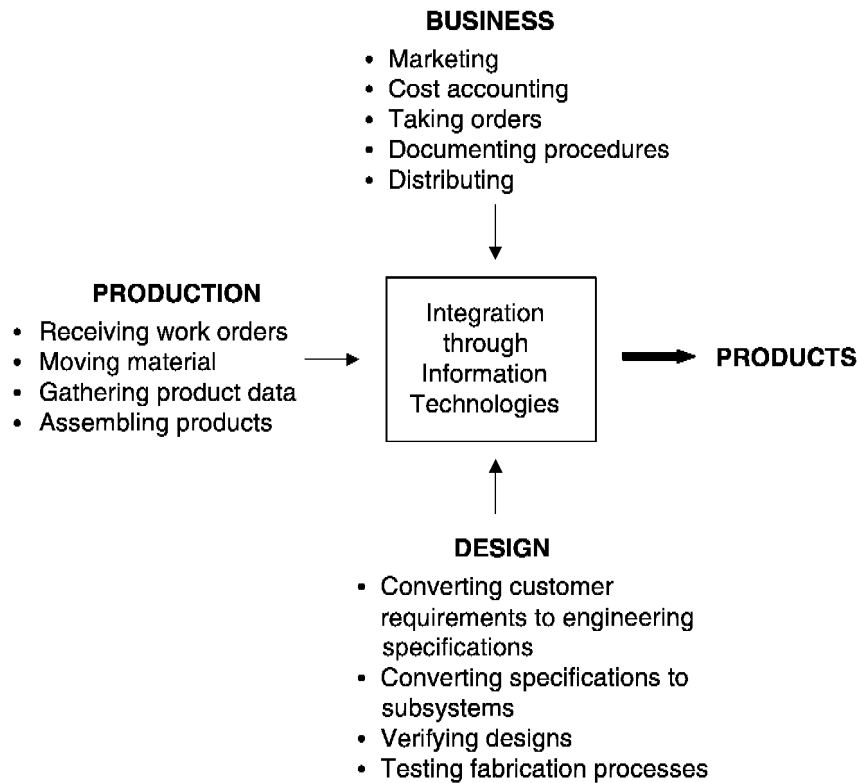 BUSINESS
• Marketing
• Cost accounting
• Taking orders
• Documenting procedures
• Distributing
PRODUCTION
• Receiving work orders
• Moving material
• Gathering product data
• Assembling products
Integration
through
Information
Technologies
PRODUCTS
DESIGN
• Converting customer
requirements to engineering
specifications
• Converting specifications to
subsystems
• Verifying designs
• Testing fabrication processes